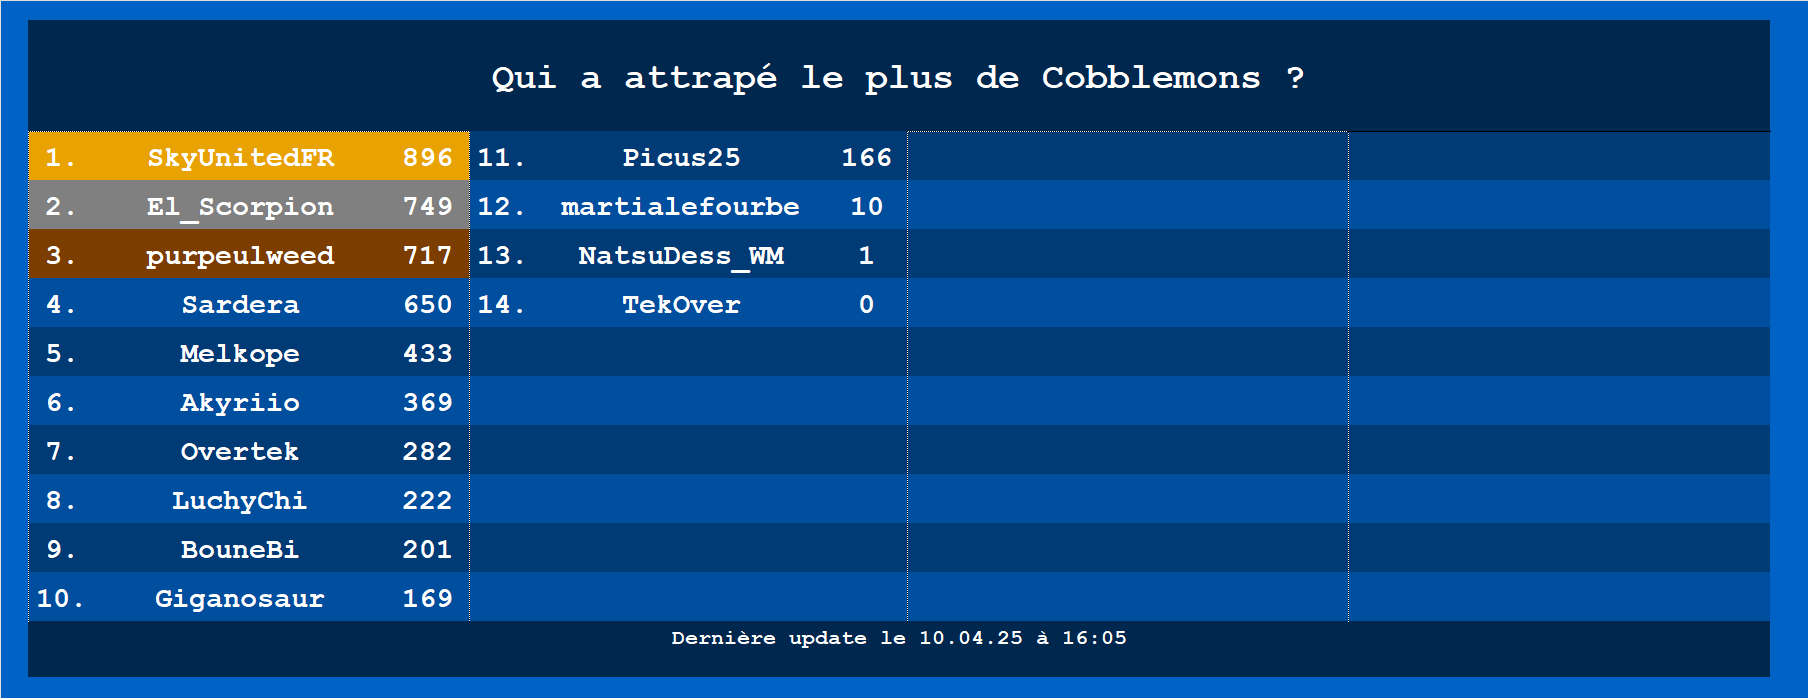 Qui a attrapé le plus de Cobblemons ?
1. SkyUnitedFR 896
2. El_Scorpion 749
3. purpeulweed 717
4. Sardera 650
5. Melkope 433
6. Akyriio 369
7. Overtek 282
8. LuchyChi 222
9. BouneBi 201
10. Giganosaur 169
11. Picus25 166
12. martialefourbe 10
13. NatsuDess_WM 1
14. TekOver 0
Dernière update le 10.04.25 à 16:05